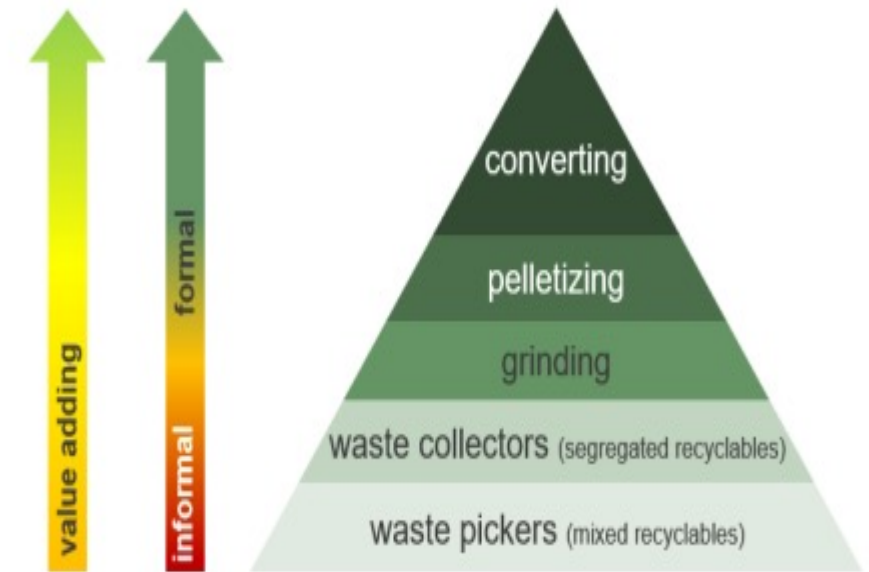 value adding
informal
formal
converting
pelletizing
grinding
waste collectors (segregated recyclables)
waste pickers (mixed recyclables)